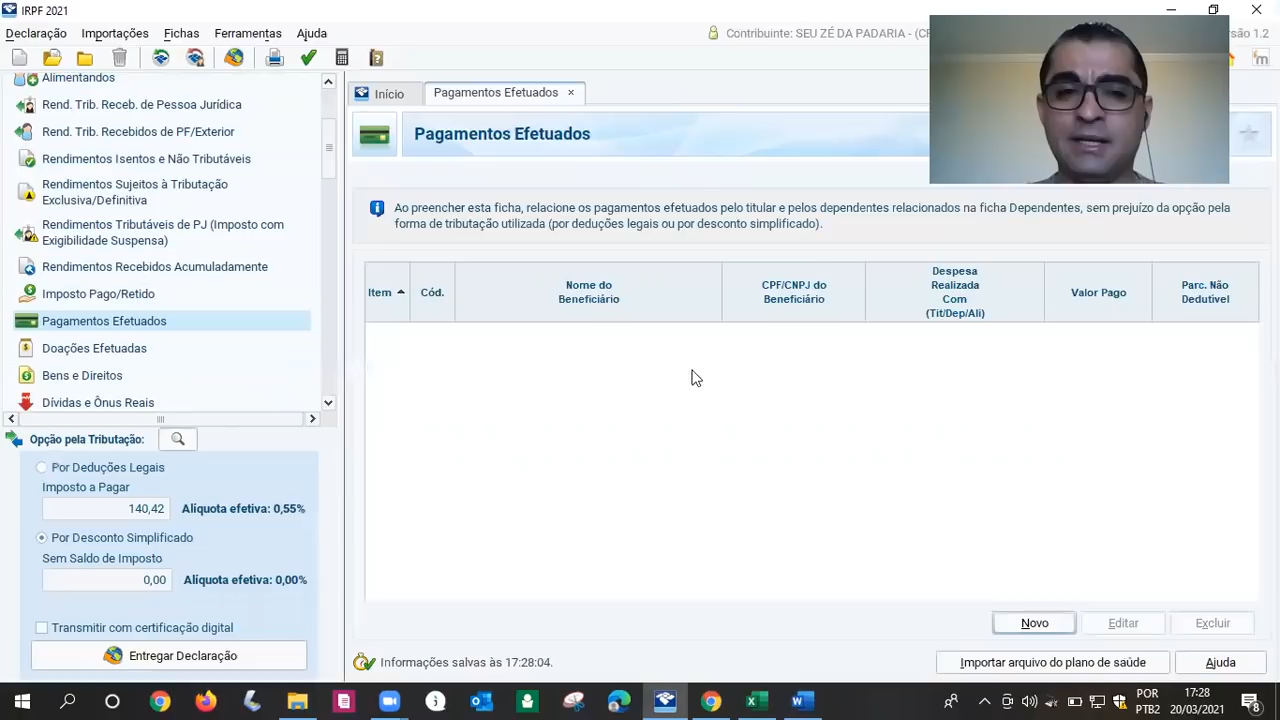 IRPF 2021
Declaração Importações Fichas Ferramentas Ajuda
Contribuinte: SEU ZÉ DA PADARIA - (C
são 1.2
Alimentandos
Rend. Trib. Receb. de Pessoa Jurídica
Rend. Trib. Recebidos de PF/Exterior
Rendimentos Isentos e Não Tributáveis
Rendimentos Sujeitos à Tributação
Exclusiva/Definitiva
Rendimentos Tributáveis de PJ (Imposto com
Exigibilidade Suspensa)
Rendimentos Recebidos Acumuladamente
Imposto Pago/Retido
Pagamentos Efetuados
Doações Efetuadas
Bens e Direitos
Dívidas e Ônus Reais
Opção pela Tributação:
Por Deduções Legais
Imposto a Pagar
140,42 Alíquota efetiva: 0,55%
Por Desconto Simplificado
Sem Saldo de Imposto
0,00 Alíquota efetiva: 0,00%
Transmitir com certificação digital
Entregar Declaração
Início
Pagamentos Efetuados ×
Pagamentos Efetuados
Ao preencher esta ficha, relacione os pagamentos efetuados pelo titular e pelos dependentes relacionados na ficha Dependentes, sem prejuízo da opção pela
forma de tributação utilizada (por deduções legais ou por desconto simplificado).
Item
Cód.
Nome do
Beneficiário
CPF/CNPJ do
Beneficiário
Despesa
Realizada
Com
(Tit/Dep/Ali)
Valor Pago
Parc. Não
Dedutível
Novo Editar Excluir
Informações salvas às 17:28:04.
Importar arquivo do plano de saúde Ajuda
POR
PTB2
17:28
20/03/2021
8